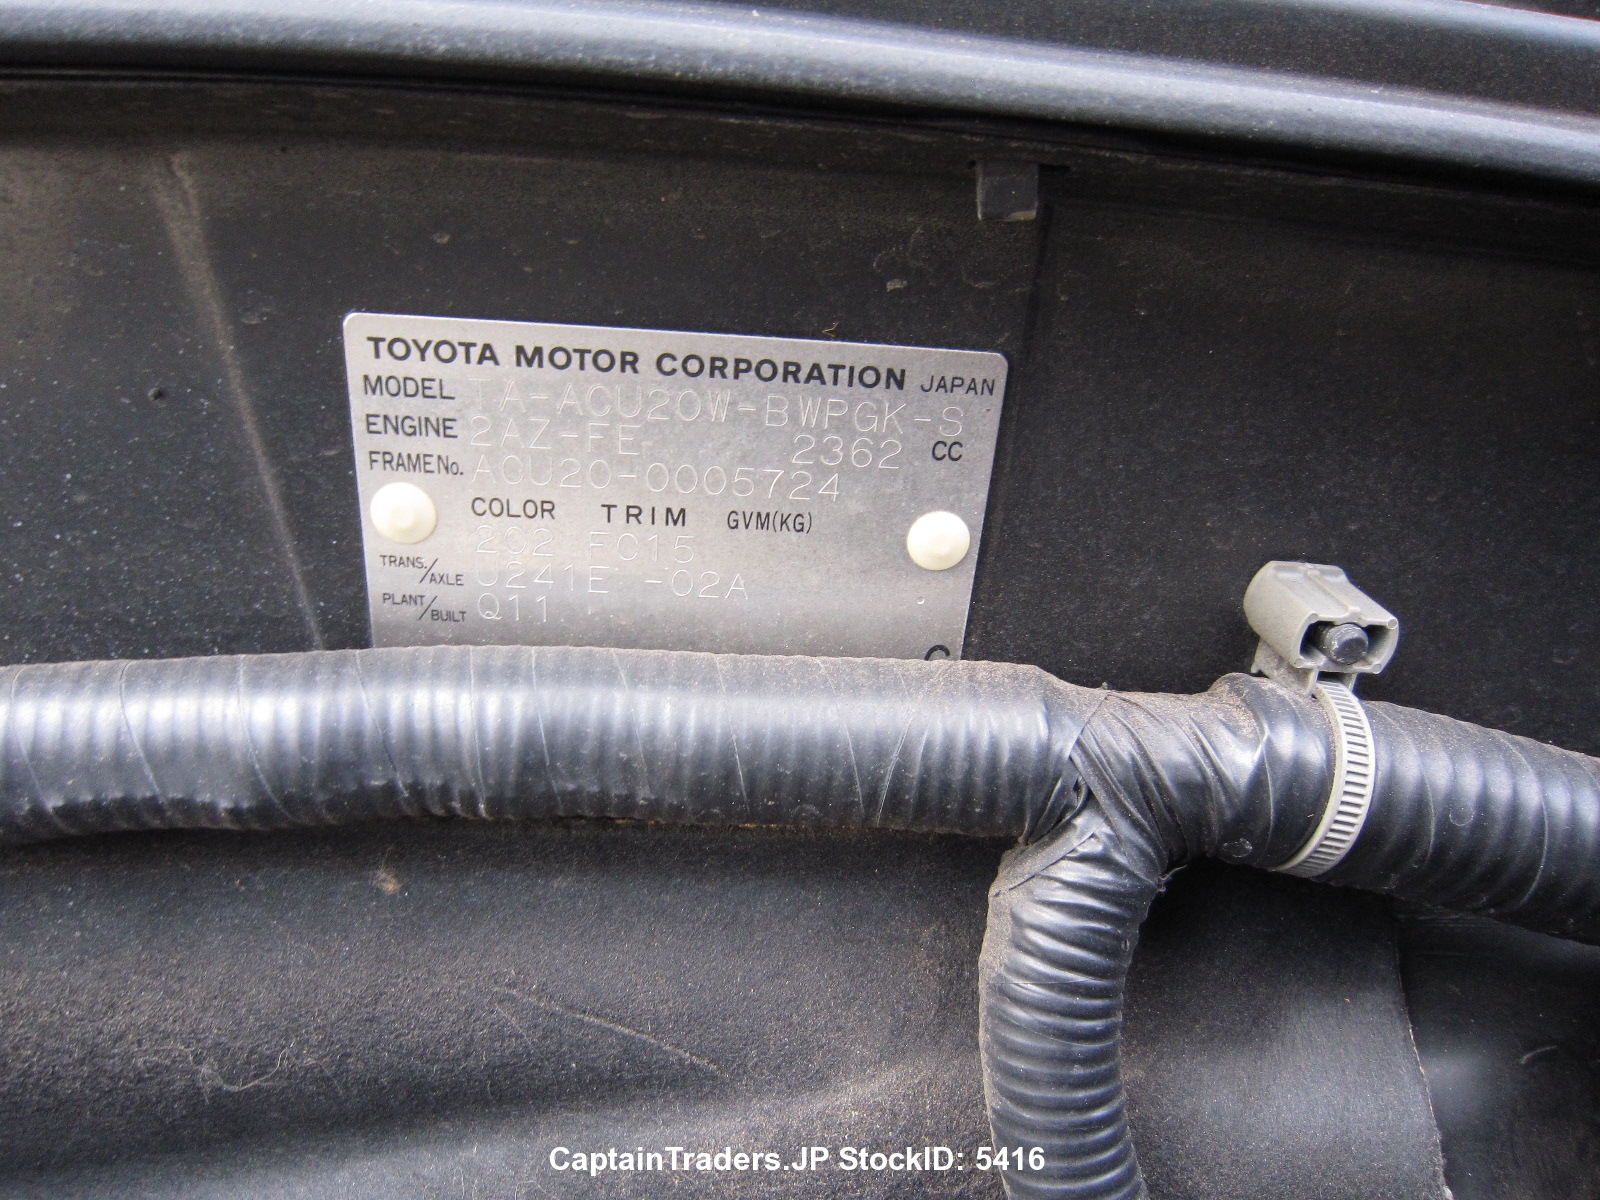 TOYOTA MOTOR CORPORATION JAPAN
MODEL TA-ACU20W-BWPGK-S
ENGINE 2AZ-FE 2362 CC
FRAME No. ACU20-0005724
COLOR TRIM GVM(KG)
202 FC15
TRANS./AXLE U241E -02A
PLANT/BUILT Q11
CaptainTraders.JP StockID: 5416